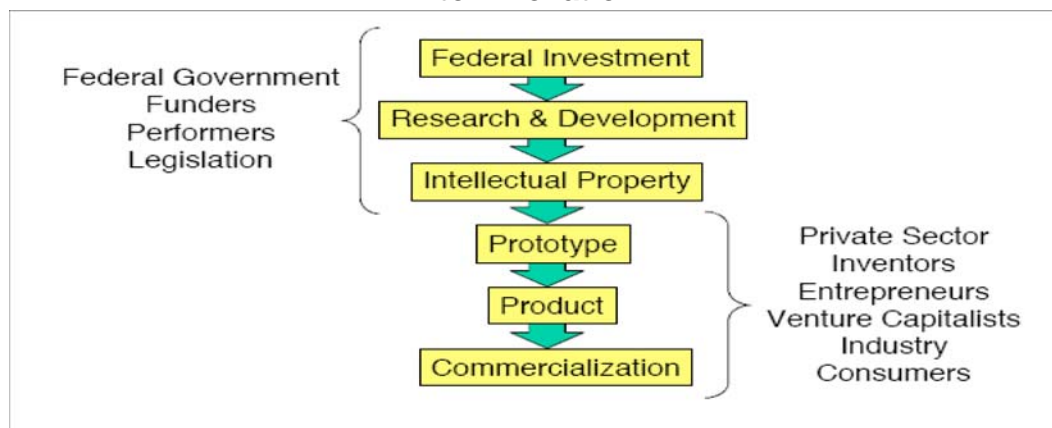 Federal Government
Funders
Performers
Legislation
Federal Investment
Research & Development
Intellectual Property
Prototype
Product
Commercialization
Private Sector
Inventors
Entrepreneurs
Venture Capitalists
Industry
Consumers